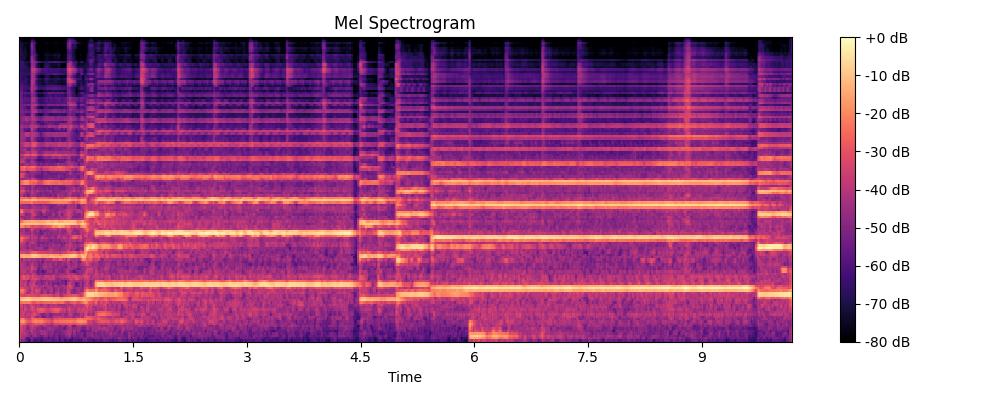 Mel Spectrogram
+0 dB
-10 dB
-20 dB
-30 dB
-40 dB
-50 dB
-60 dB
-70 dB
-80 dB
0 1.5 3 4.5 6 7.5 9
Time